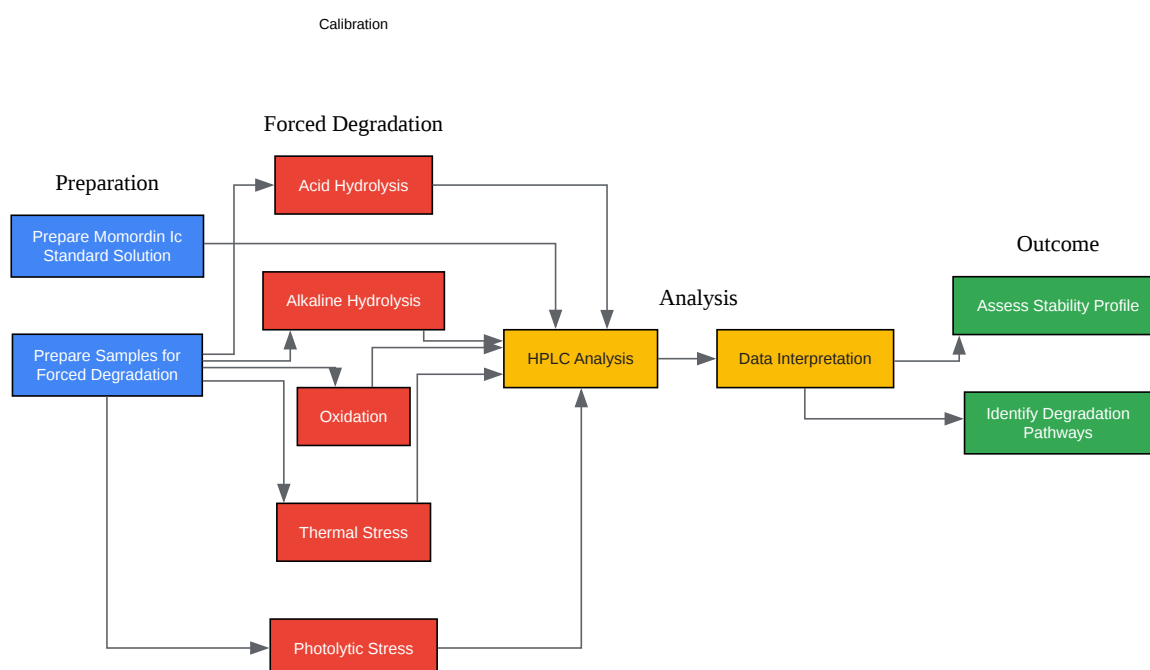 Calibration
Forced Degradation
Acid Hydrolysis
Preparation
Prepare Momordin Ic
Standard Solution
Outcome
Alkaline Hydrolysis
Analysis
Assess Stability Profile
Prepare Samples for
Forced Degradation
HPLC Analysis
Data Interpretation
Oxidation
Identify Degradation
Pathways
Thermal Stress
Photolytic Stress